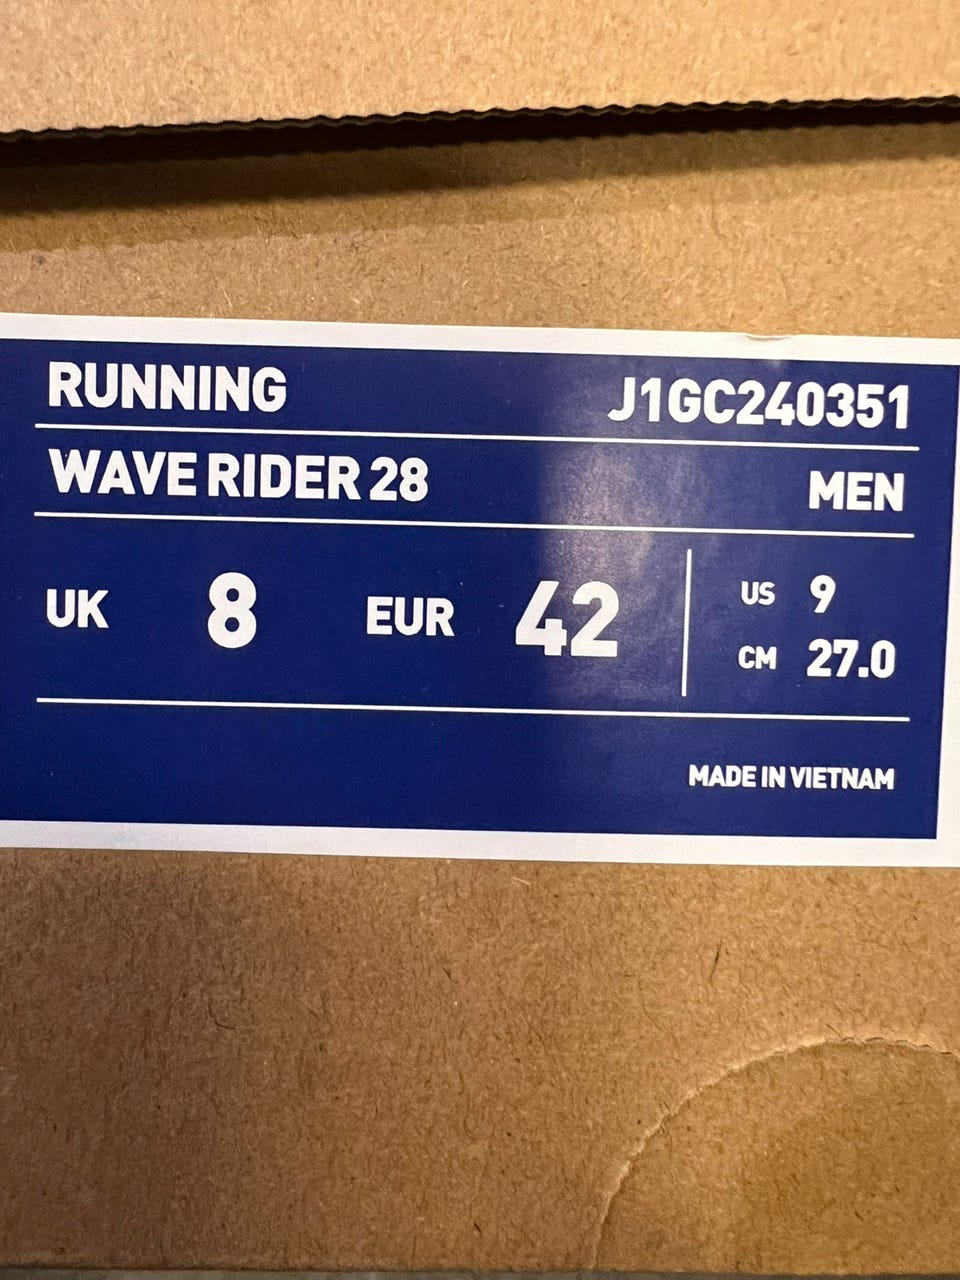 RUNNING J1GC240351
WAVE RIDER 28 MEN
UK 8 EUR 42 US 9
CM 27.0
MADE IN VIETNAM